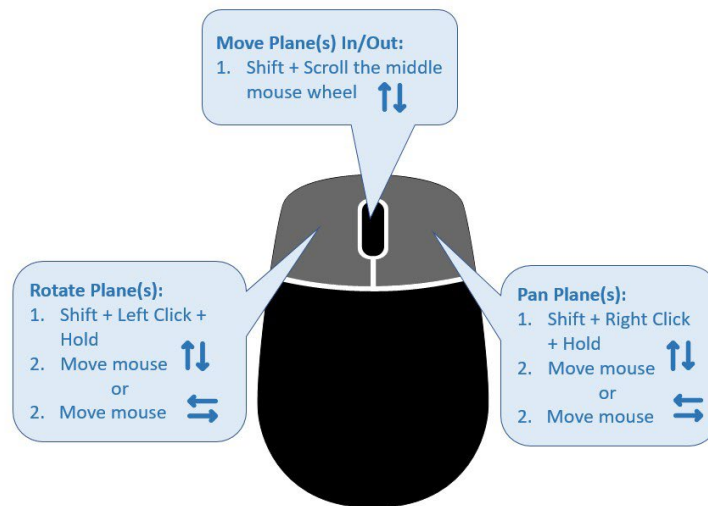 Move Plane(s) In/Out:
1. Shift + Scroll the middle
mouse wheel
Rotate Plane(s):
1. Shift + Left Click +
Hold
2. Move mouse
or
2. Move mouse
Pan Plane(s):
1. Shift + Right Click
+ Hold
2. Move mouse
or
2. Move mouse